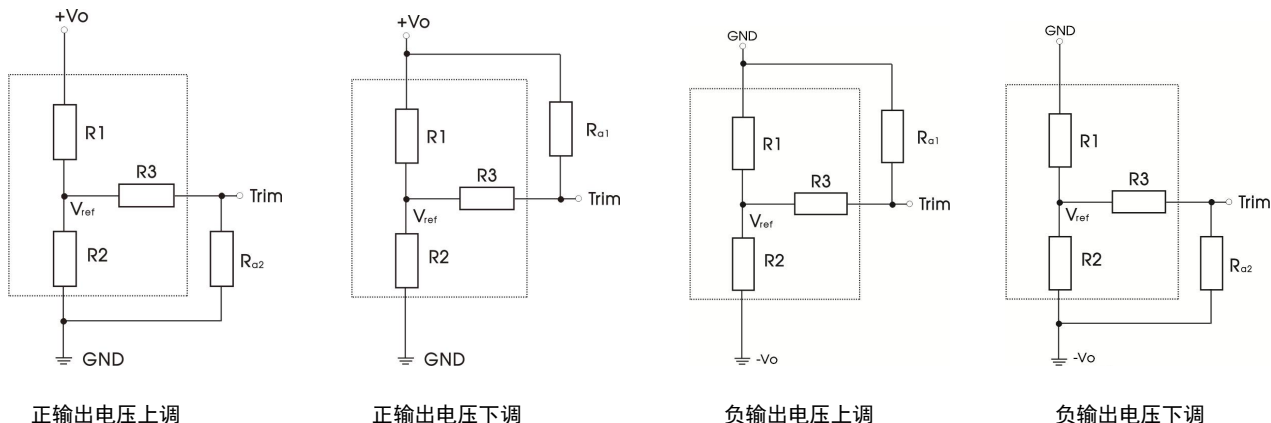 +Vo
R1
R3
Trim
Vref
R2
Ra2
GND
正输出电压上调
+Vo
R1
Ra1
R3
Trim
Vref
R2
GND
正输出电压下调
GND
R1
Ra1
R3
Trim
Vref
R2
-Vo
负输出电压上调
GND
R1
R3
Trim
Vref
R2
Ra2
-Vo
负输出电压下调